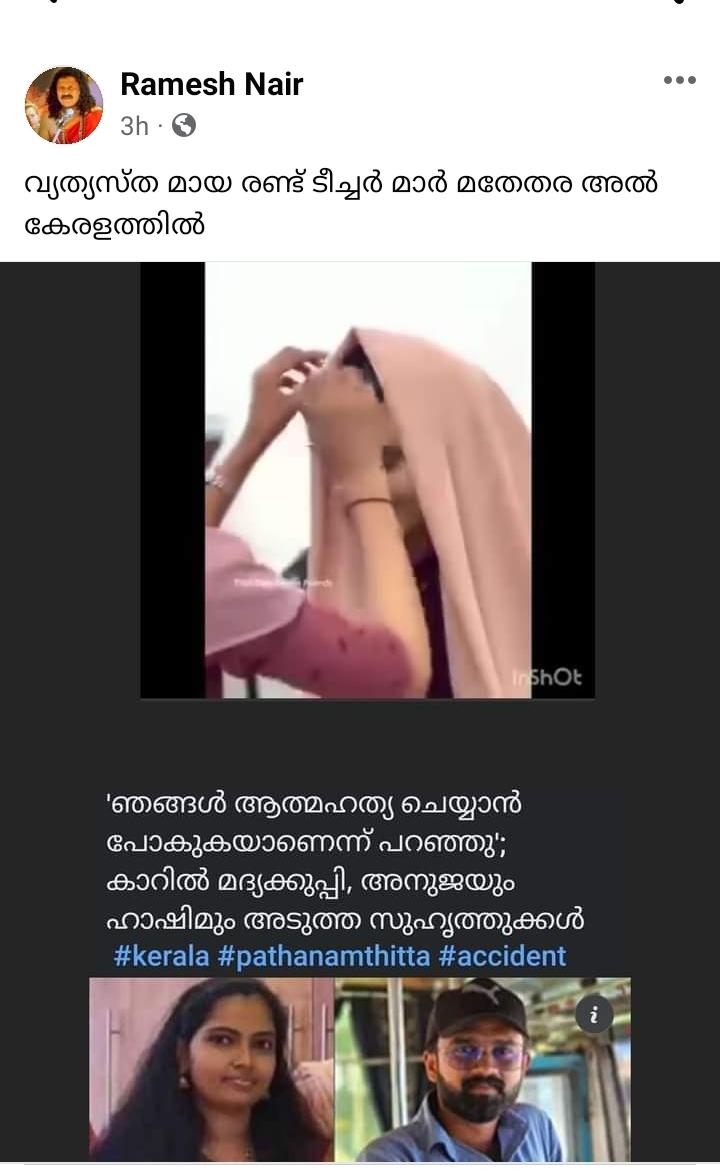 Ramesh Nair
3h ·
വ്യത്യസ്ത മായ രണ്ട് ടീച്ചർ മാർ മതേതര അൽ
കേരളത്തിൽ
InShOt
'ഞങ്ങൾ ആത്മഹത്യ ചെയ്യാൻ
പോകുകയാണെന്ന് പറഞ്ഞു';
കാറിൽ മദ്യക്കുപ്പി, അനുജയും
ഹാഷിമും അടുത്ത സുഹൃത്തുക്കൾ
#kerala #pathanamthitta #accident